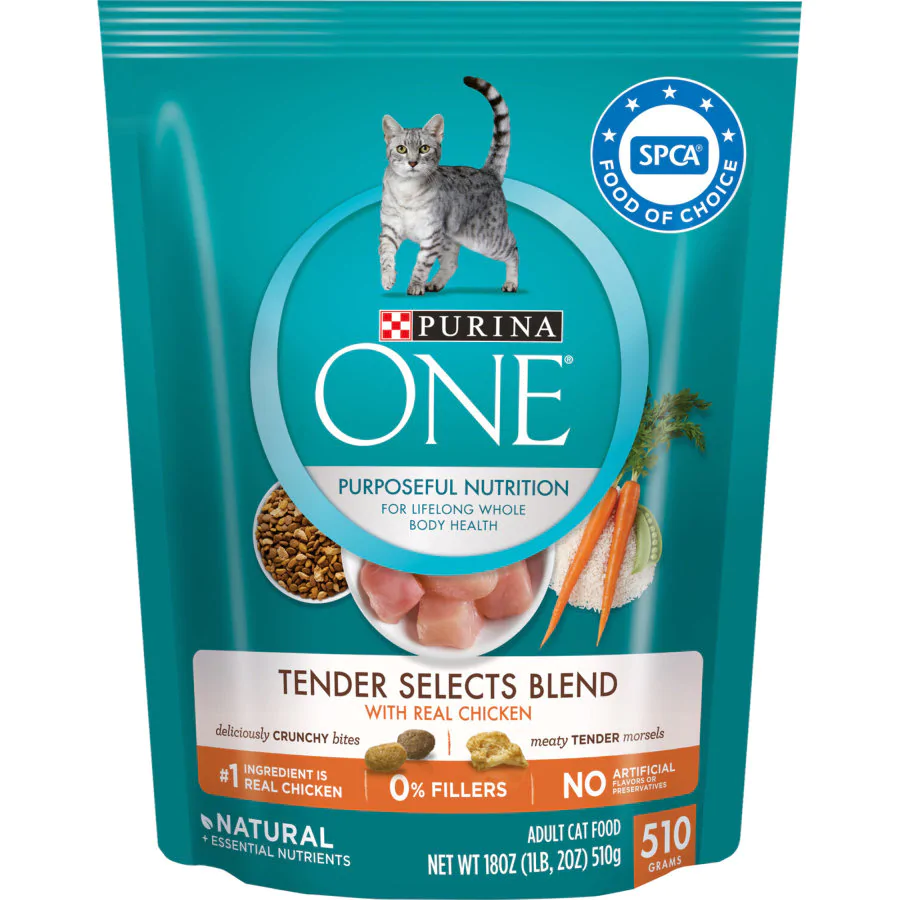 SPCA®
FOOD OF CHOICE
PURINA
ONE®
PURPOSEFUL NUTRITION
FOR LIFELONG WHOLE
BODY HEALTH
TENDER SELECTS BLEND
WITH REAL CHICKEN
deliciously CRUNCHY bites
meaty TENDER morsels
#1 INGREDIENT IS
REAL CHICKEN
0% FILLERS
NO ARTIFICIAL
FLAVORS OR
PRESERVATIVES
NATURAL
+ ESSENTIAL NUTRIENTS
ADULT CAT FOOD
NET WT 18OZ (1LB, 2OZ) 510g
510
GRAMS